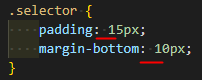 .selector {
    padding: 15px;
    margin-bottom: 10px;
}